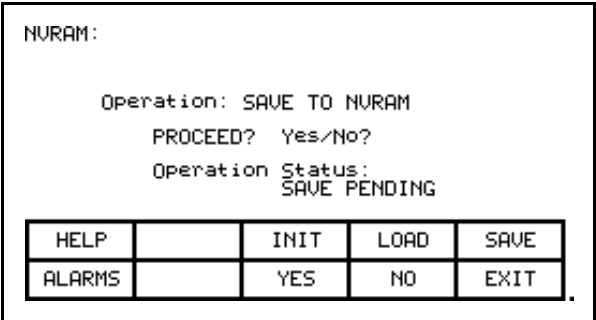 NVRAM:
Operation: SAVE TO NVRAM
PROCEED? Yes/No?
Operation Status:
SAVE PENDING
HELP INIT LOAD SAVE
ALARMS YES NO EXIT
.